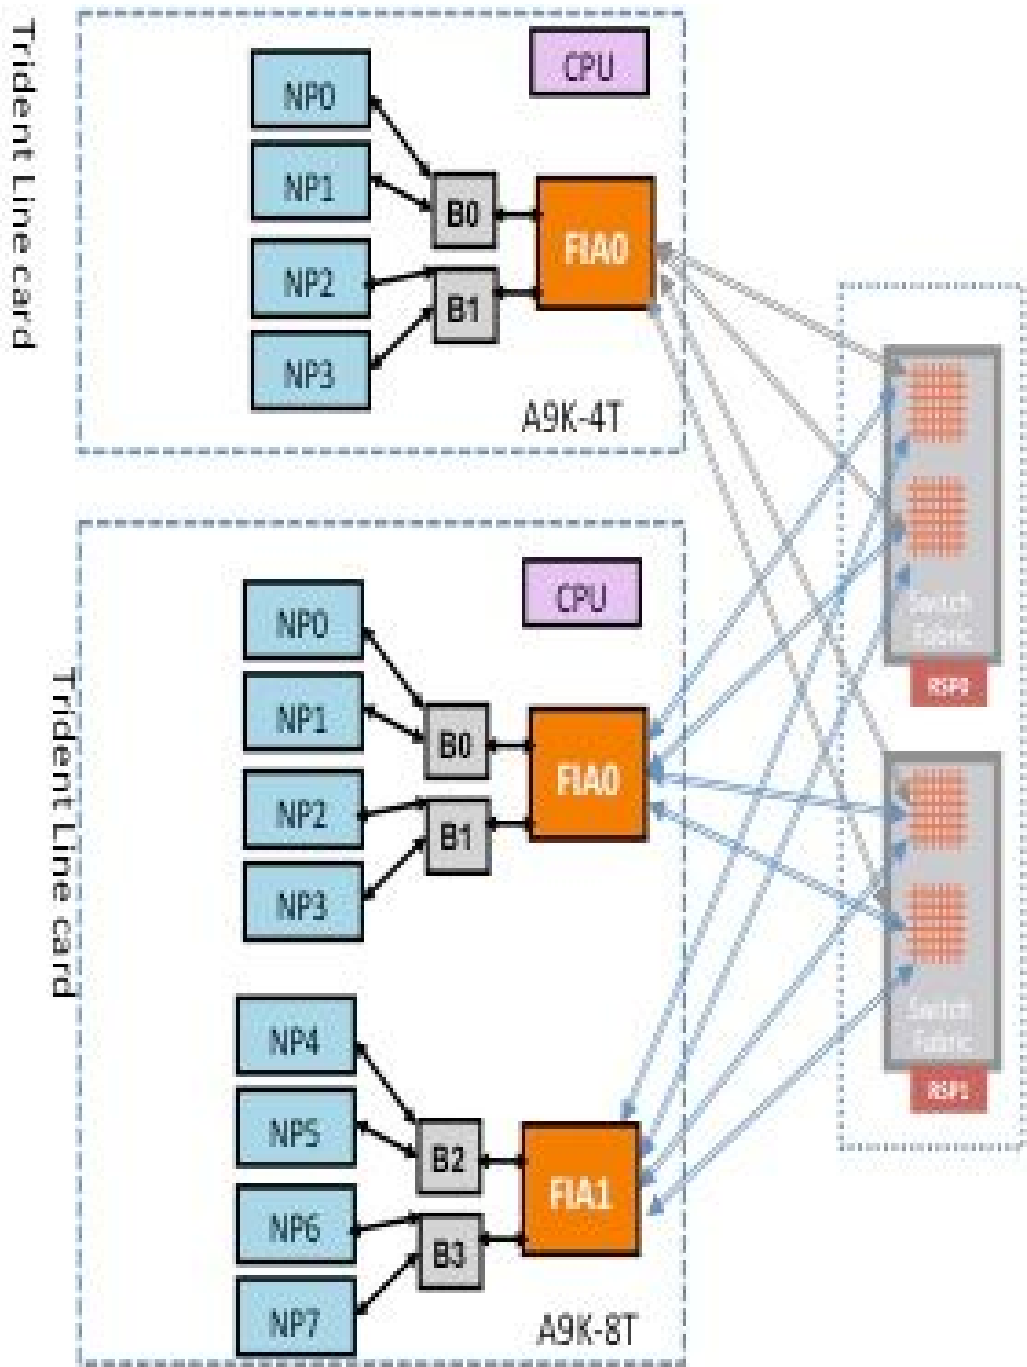 Trident Line card
CPU
NP0
NP1
B0
FIA0
NP2
B1
NP3
A9K-4T
Switch
Fabric
RSP0
Trident Line card
CPU
NP0
NP1
B0
FIA0
NP2
B1
NP3
Switch
Fabric
RSP1
NP4
NP5
B2
FIA1
NP6
B3
NP7
A9K-8T